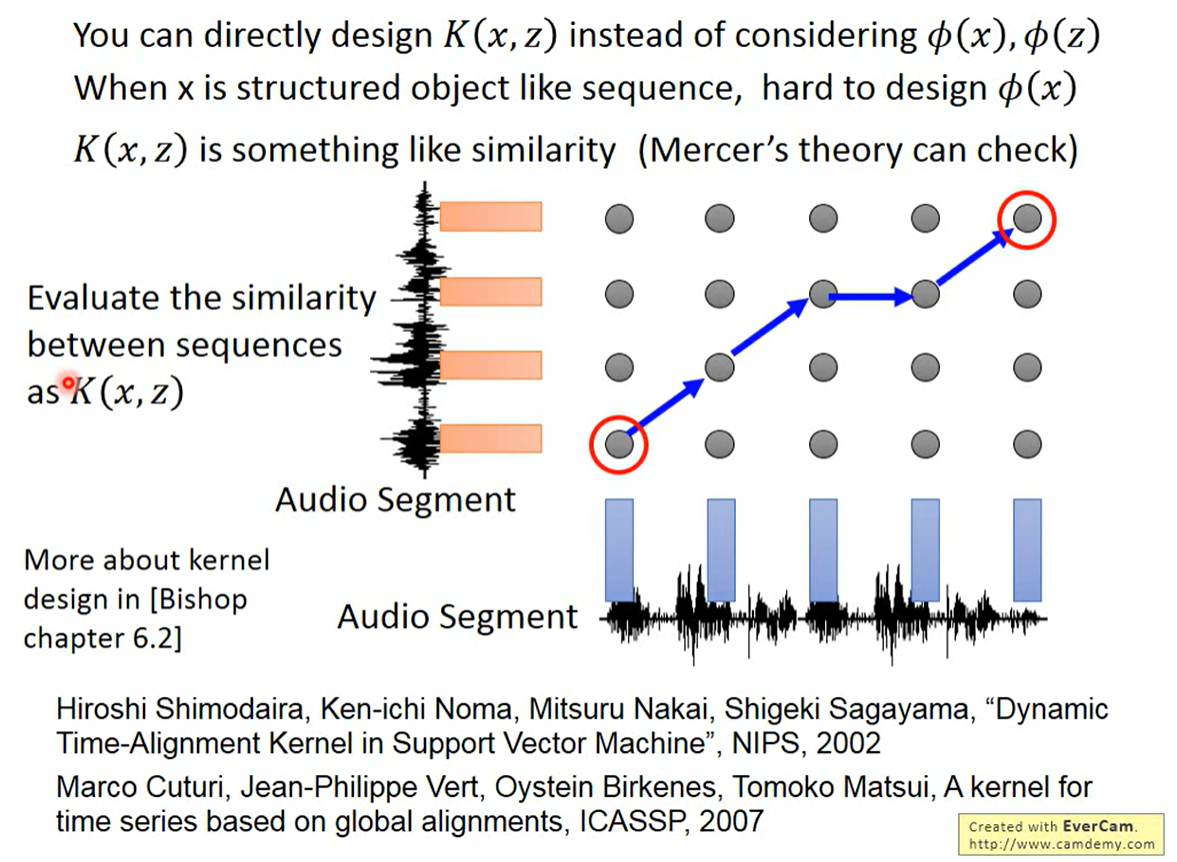 You can directly design K(x, z) instead of considering ϕ(x), ϕ(z)
When x is structured object like sequence, hard to design ϕ(x)
K(x, z) is something like similarity (Mercer's theory can check)
Evaluate the similarity
between sequences
as K(x, z)
Audio Segment
More about kernel
design in [Bishop
chapter 6.2]
Audio Segment
Hiroshi Shimodaira, Ken-ichi Noma, Mitsuru Nakai, Shigeki Sagayama, “Dynamic
Time-Alignment Kernel in Support Vector Machine”, NIPS, 2002
Marco Cuturi, Jean-Philippe Vert, Oystein Birkenes, Tomoko Matsui, A kernel for
time series based on global alignments, ICASSP, 2007
Created with EverCam.
http://www.camdemy.com